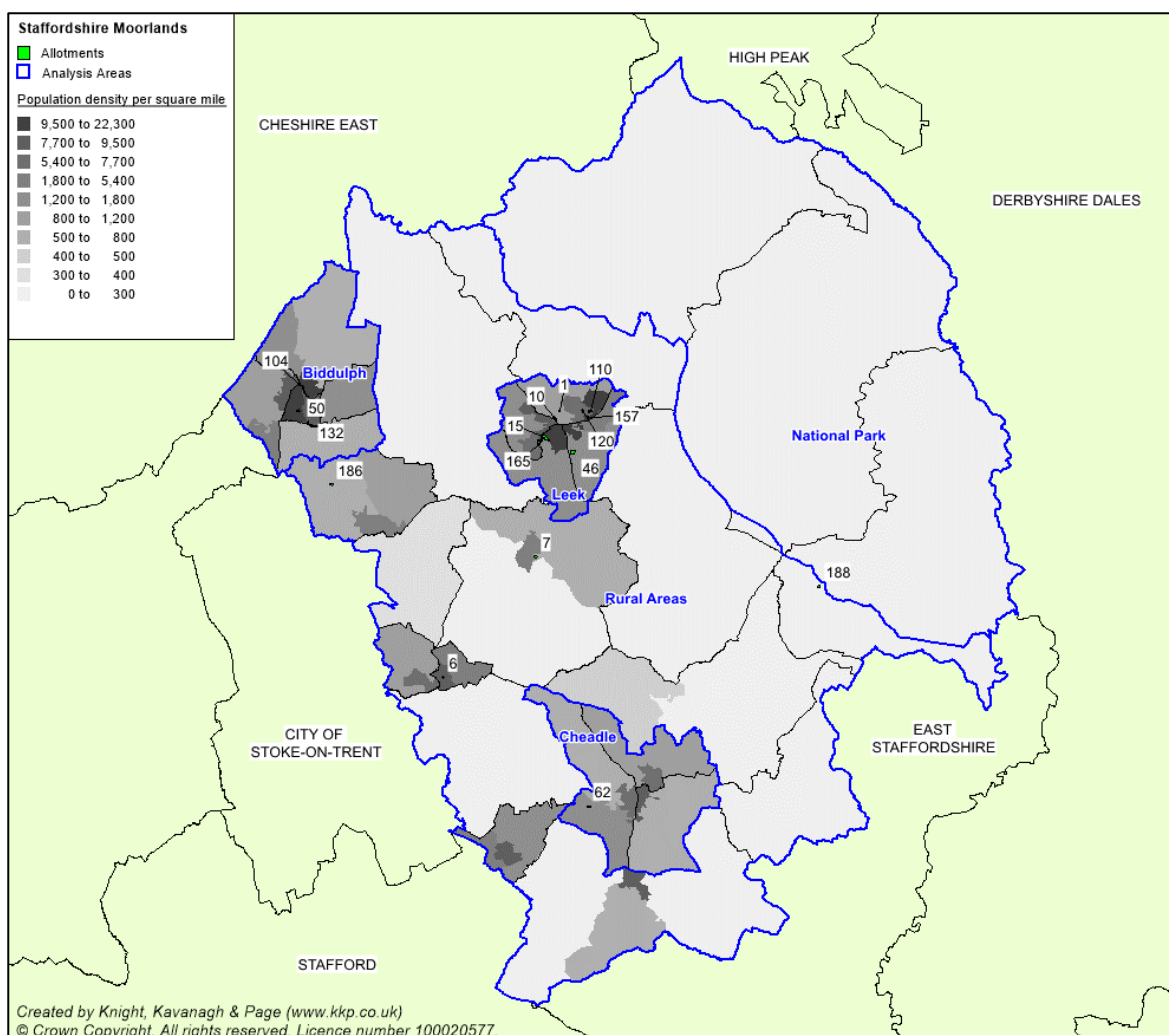 Staffordshire Moorlands
Allotments
Analysis Areas
Population density per square mile
9,500 to 22,300
7,700 to 9,500
5,400 to 7,700
1,800 to 5,400
1,200 to 1,800
800 to 1,200
500 to 800
400 to 500
300 to 400
0 to 300
HIGH PEAK
CHESHIRE EAST
DERBYSHIRE DALES
104
Biddulph
50
132
186
110
1
10
157
15
120
165
46
Leek
National Park
7
188
Rural Areas
6
CITY OF
STOKE-ON-TRENT
Cheadle
EAST
STAFFORDSHIRE
62
STAFFORD
Created by Knight, Kavanagh & Page (www.kkp.co.uk)
© Crown Copyright. All rights reserved. Licence number 100020577.